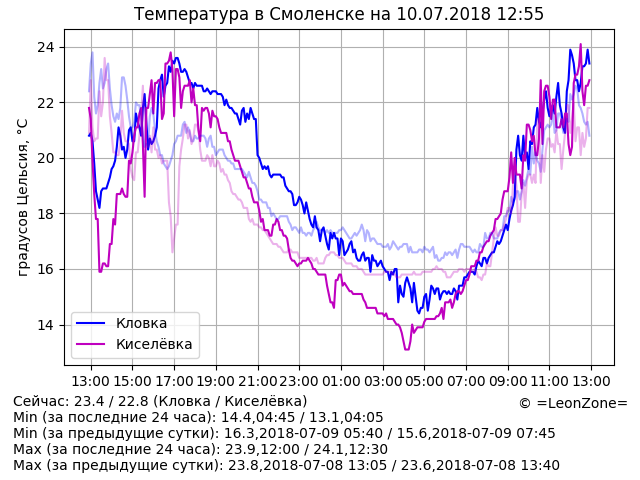 Температура в Смоленске на 10.07.2018 12:55
градусов Цельсия, °C
24
22
20
18
16
14
Кловка
Киселёвка
13:00 15:00 17:00 19:00 21:00 23:00 01:00 03:00 05:00 07:00 09:00 11:00 13:00
Сейчас: 23.4 / 22.8 (Кловка / Киселёвка)
© =LeonZone=
Min (за последние 24 часа): 14.4,04:45 / 13.1,04:05
Min (за предыдущие сутки): 16.3,2018-07-09 05:40 / 15.6,2018-07-09 07:45
Max (за последние 24 часа): 23.9,12:00 / 24.1,12:30
Max (за предыдущие сутки): 23.8,2018-07-08 13:05 / 23.6,2018-07-08 13:40